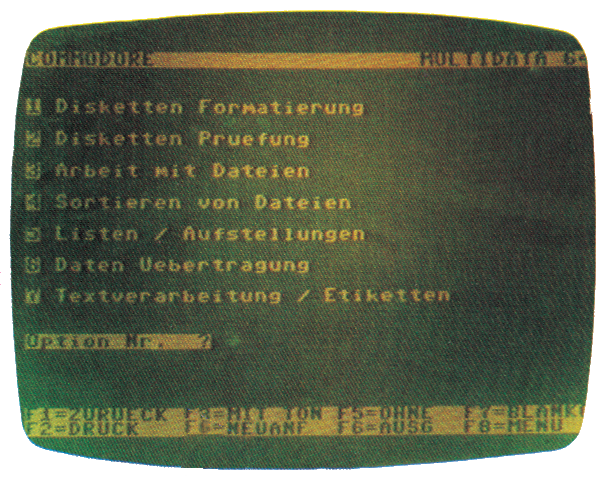 COMMODORE MULTIDATA 6
1 Disketten Formatierung
2 Disketten Pruefung
3 Arbeit mit Dateien
4 Sortieren von Dateien
5 Listen / Aufstellungen
6 Daten Uebertragung
7 Textverarbeitung / Etiketten
Option Nr. ?
F1=ZURUECK F3=MIT TON F5=OHNE F7=BLANK
F2=DRUCK F6=NEUANF F6=AUSG F8=MENU